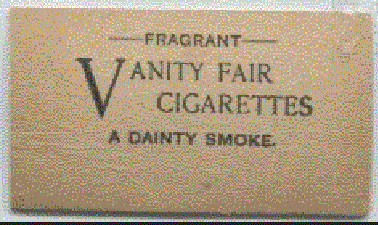 FRAGRANT
VANITY FAIR
CIGARETTES
A DAINTY SMOKE.